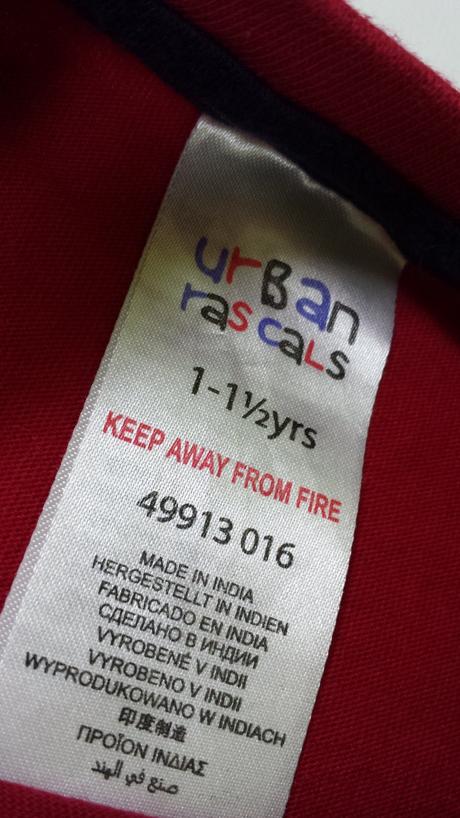 urBan
rascaLs
1-1½yrs
KEEP AWAY FROM FIRE
49913 016
MADE IN INDIA
HERGESTELLT IN INDIEN
FABRICADO EN INDIA
СДЕЛАНО В ИНДИИ
VYROBENÉ V INDII
VYROBENO V INDII
WYPRODUKOWANO W INDIACH
印度制造
ΠΡΟΪΟΝ ΙΝΔΙΑΣ
صنع في الهند